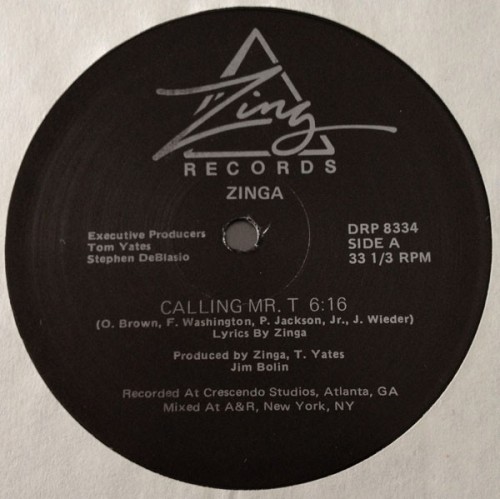 Zing
RECORDS
ZINGA
Executive Producers
Tom Yates
Stephen DeBlasio
DRP 8334
SIDE A
33 1/3 RPM
CALLING MR. T 6:16
(O. Brown, F. Washington, P. Jackson, Jr., J. Wieder)
Lyrics By Zinga
Produced by Zinga, T. Yates
Jim Bolin
Recorded At Crescendo Studios, Atlanta, GA
Mixed At A&R, New York, NY